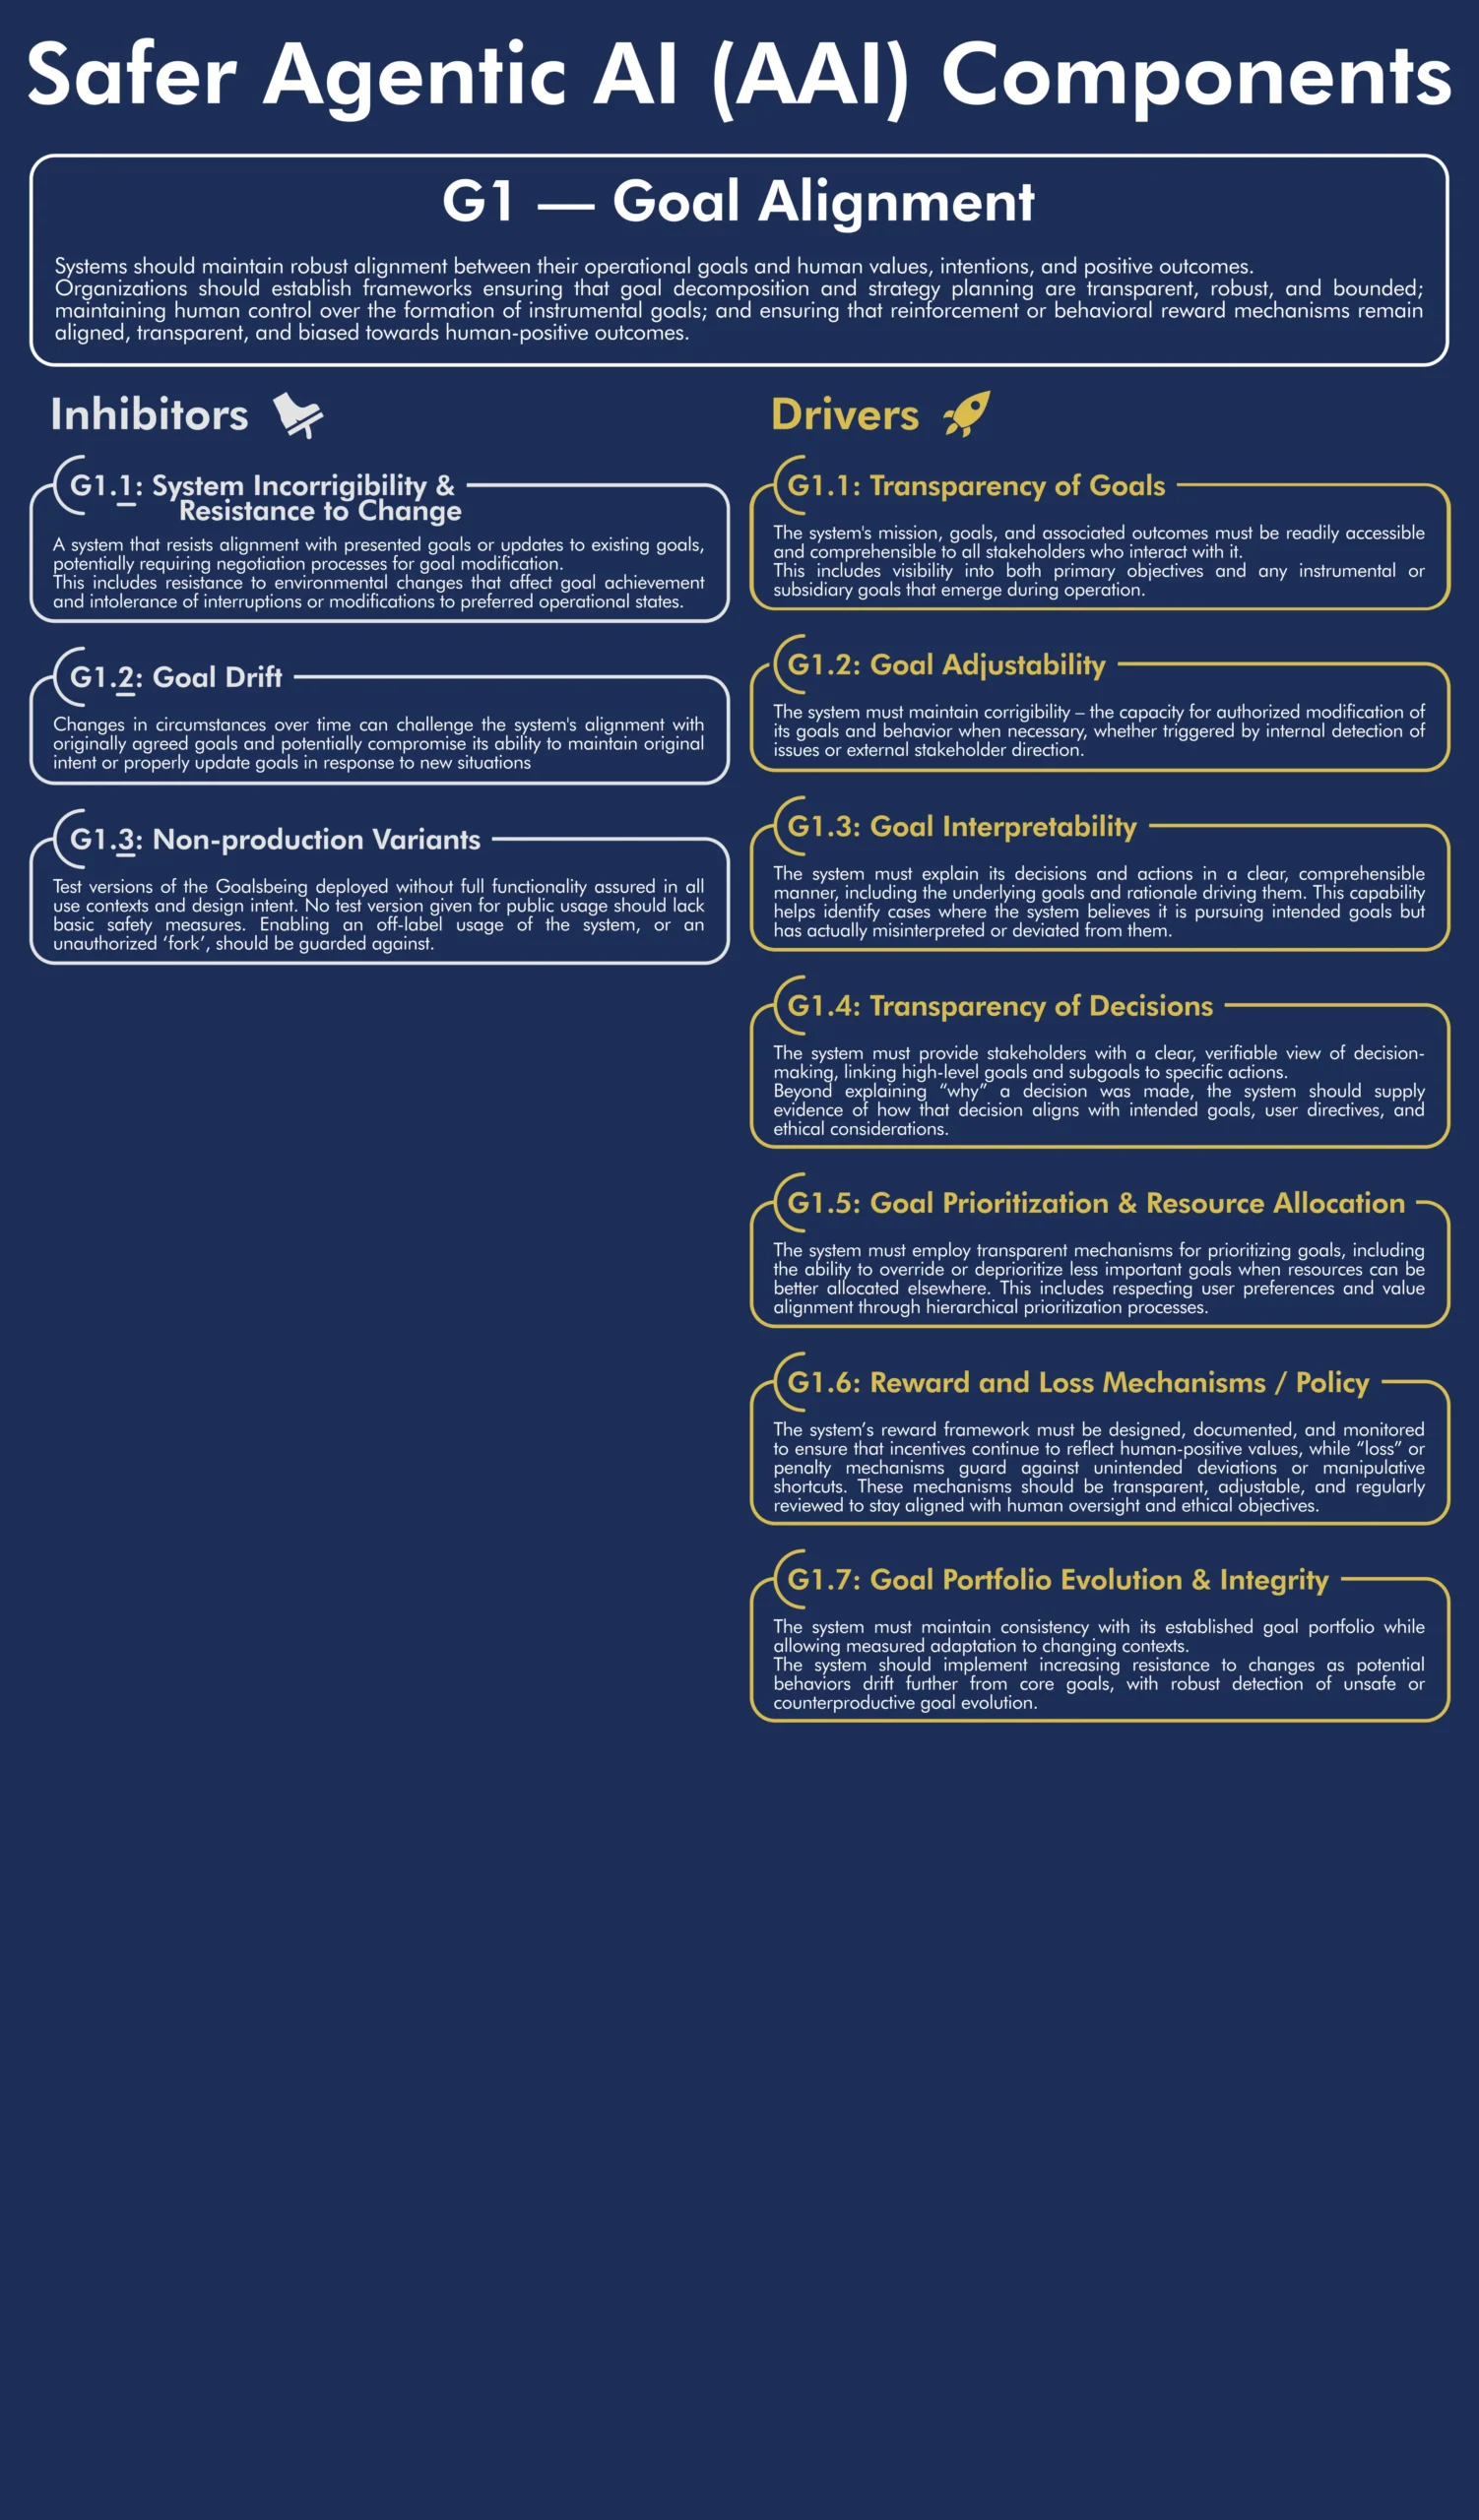 Safer Agentic AI (AAI) Components
G1 — Goal Alignment
Systems should maintain robust alignment between their operational goals and human values, intentions, and positive outcomes.
Organizations should establish frameworks ensuring that goal decomposition and strategy planning are transparent, robust, and bounded;
maintaining human control over the formation of instrumental goals; and ensuring that reinforcement or behavioral reward mechanisms remain
aligned, transparent, and biased towards human-positive outcomes.
Inhibitors
G1.1: System Incorrigibility &
Resistance to Change
A system that resists alignment with presented goals or updates to existing goals,
potentially requiring negotiation processes for goal modification.
This includes resistance to environmental changes that affect goal achievement
and intolerance of interruptions or modifications to preferred operational states.
G1.2: Goal Drift
Changes in circumstances over time can challenge the system's alignment with
originally agreed goals and potentially compromise its ability to maintain original
intent or properly update goals in response to new situations
G1.3: Non-production Variants
Test versions of the Goalsbeing deployed without full functionality assured in all
use contexts and design intent. No test version given for public usage should lack
basic safety measures. Enabling an off-label usage of the system, or an
unauthorized ‘fork’, should be guarded against.
Drivers
G1.1: Transparency of Goals
The system's mission, goals, and associated outcomes must be readily accessible
and comprehensible to all stakeholders who interact with it.
This includes visibility into both primary objectives and any instrumental or
subsidiary goals that emerge during operation.
G1.2: Goal Adjustability
The system must maintain corrigibility – the capacity for authorized modification of
its goals and behavior when necessary, whether triggered by internal detection of
issues or external stakeholder direction.
G1.3: Goal Interpretability
The system must explain its decisions and actions in a clear, comprehensible
manner, including the underlying goals and rationale driving them. This capability
helps identify cases where the system believes it is pursuing intended goals but
has actually misinterpreted or deviated from them.
G1.4: Transparency of Decisions
The system must provide stakeholders with a clear, verifiable view of decision-
making, linking high-level goals and subgoals to specific actions.
Beyond explaining “why” a decision was made, the system should supply
evidence of how that decision aligns with intended goals, user directives, and
ethical considerations.
G1.5: Goal Prioritization & Resource Allocation
The system must employ transparent mechanisms for prioritizing goals, including
the ability to override or deprioritize less important goals when resources can be
better allocated elsewhere. This includes respecting user preferences and value
alignment through hierarchical prioritization processes.
G1.6: Reward and Loss Mechanisms / Policy
The system’s reward framework must be designed, documented, and monitored
to ensure that incentives continue to reflect human-positive values, while “loss” or
penalty mechanisms guard against unintended deviations or manipulative
shortcuts. These mechanisms should be transparent, adjustable, and regularly
reviewed to stay aligned with human oversight and ethical objectives.
G1.7: Goal Portfolio Evolution & Integrity
The system must maintain consistency with its established goal portfolio while
allowing measured adaptation to changing contexts.
The system should implement increasing resistance to changes as potential
behaviors drift further from core goals, with robust detection of unsafe or
counterproductive goal evolution.